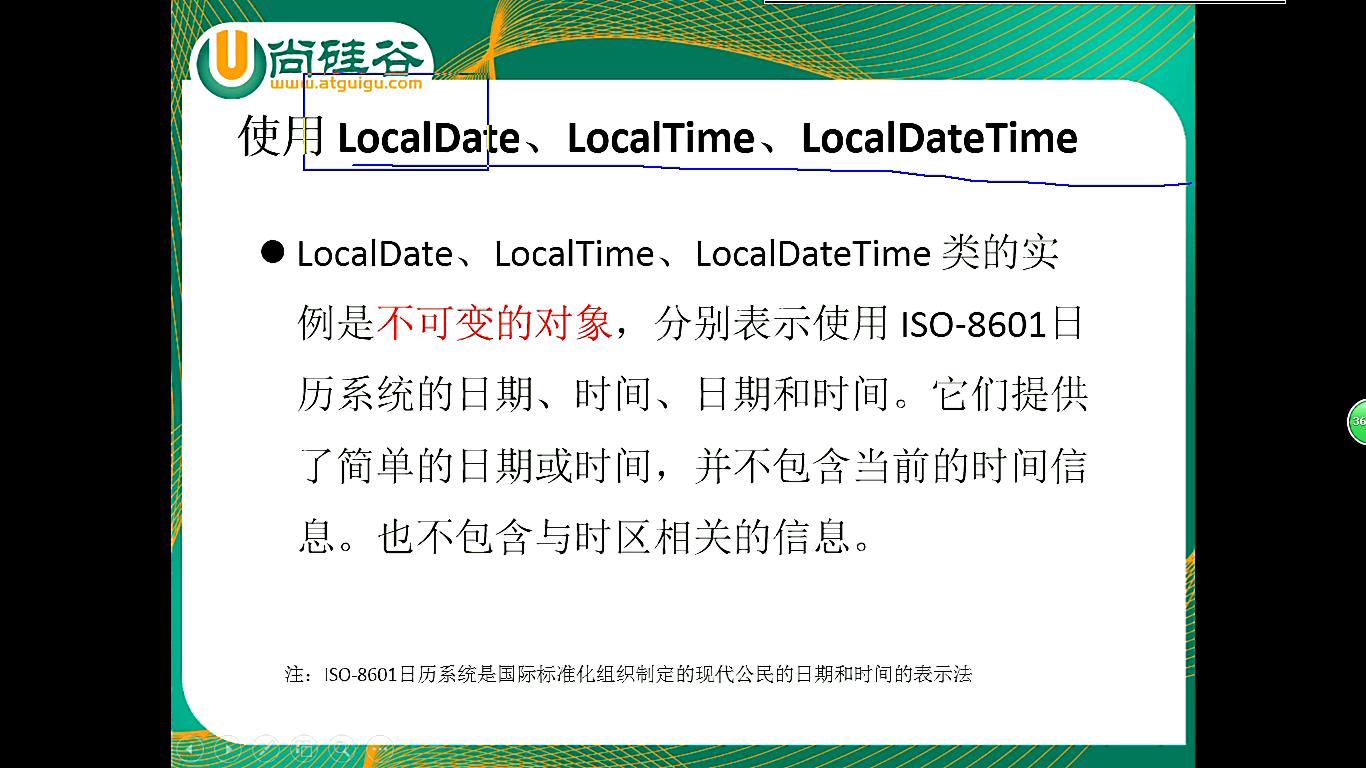 尚硅谷
www.atguigu.com
使用 LocalDate、LocalTime、LocalDateTime
LocalDate、LocalTime、LocalDateTime 类的实
例是不可变的对象，分别表示使用 ISO-8601日
历系统的日期、时间、日期和时间。它们提供
了简单的日期或时间，并不包含当前的时间信
息。也不包含与时区相关的信息。
注：ISO-8601日历系统是国际标准化组织制定的现代公民的日期和时间的表示法
36